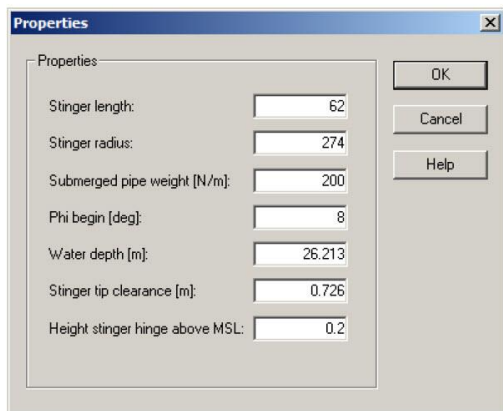 Properties
Properties
OK
Stinger length: 62
Cancel
Stinger radius: 274
Help
Submerged pipe weight [N/m]: 200
Phi begin [deg]: 8
Water depth [m]: 26.213
Stinger tip clearance [m]: 0.726
Height stinger hinge above MSL: 0.2